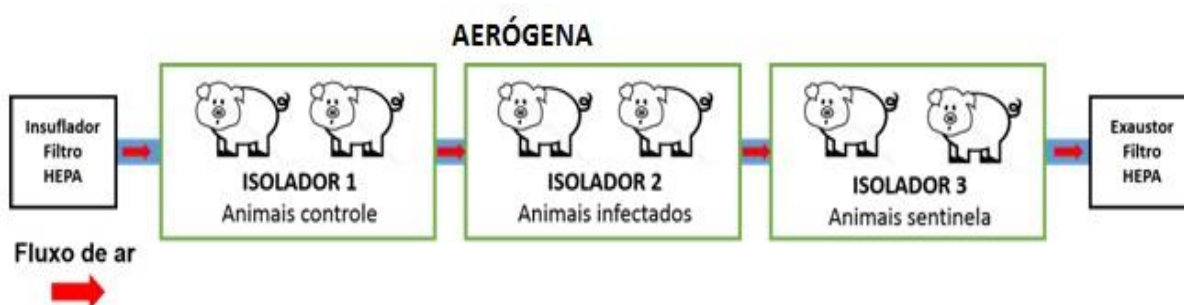 AERÓGENA
Insuflador
Filtro
HEPA
ISOLADOR 1
Animais controle
ISOLADOR 2
Animais infectados
ISOLADOR 3
Animais sentinela
Exaustor
Filtro
HEPA
Fluxo de ar